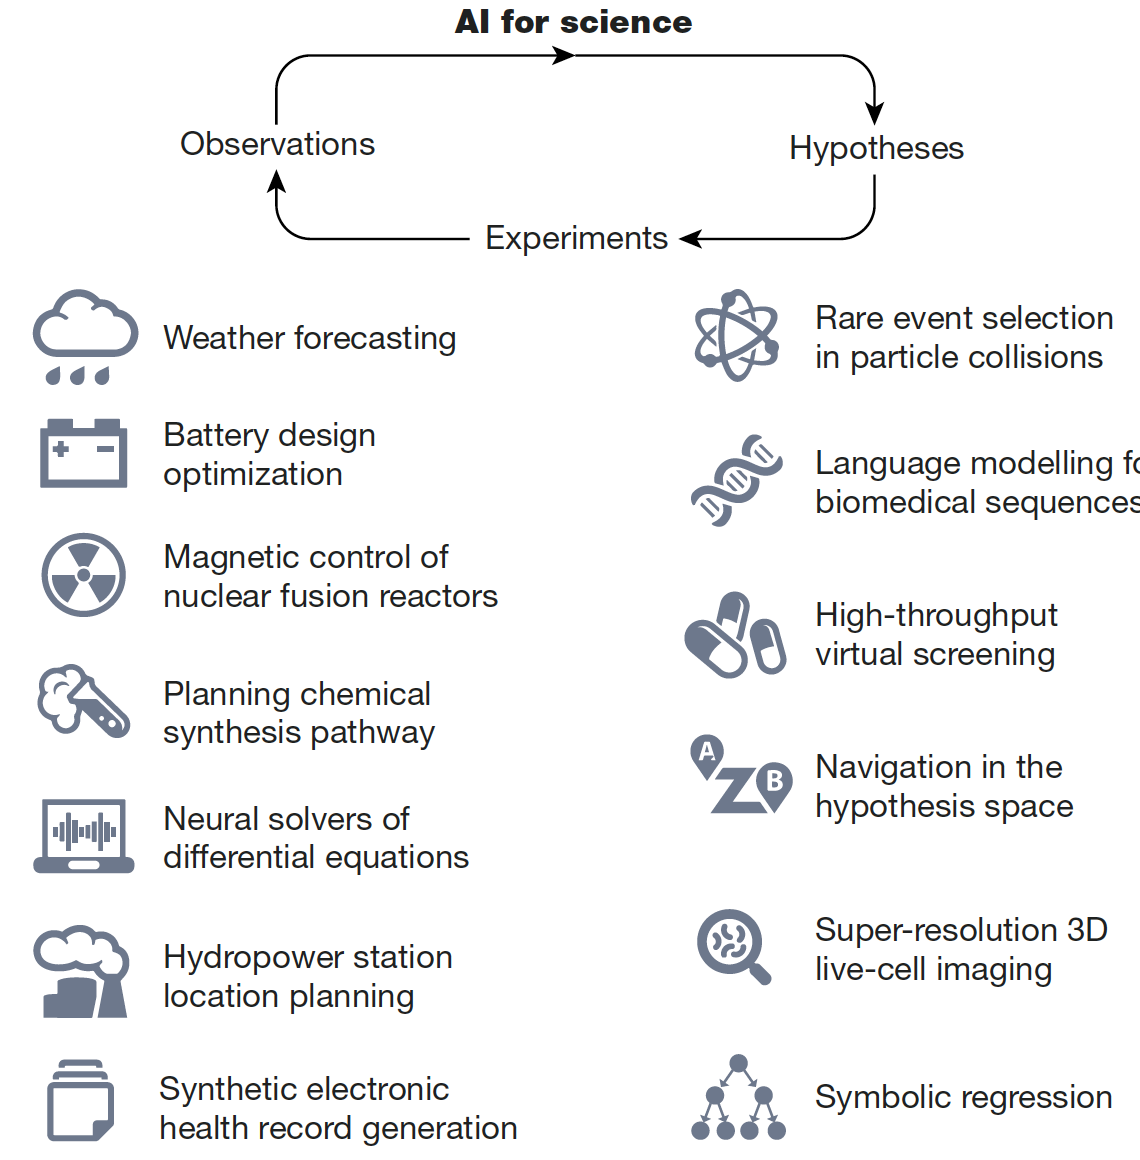 AI for science
Observations
Hypotheses
Experiments
Weather forecasting
Battery design
optimization
Magnetic control of
nuclear fusion reactors
Planning chemical
synthesis pathway
Neural solvers of
differential equations
Hydropower station
location planning
Synthetic electronic
health record generation
Rare event selection
in particle collisions
Language modelling
biomedical sequences
High-throughput
virtual screening
A
B
Navigation in the
hypothesis space
Super-resolution 3D
live-cell imaging
Symbolic regression